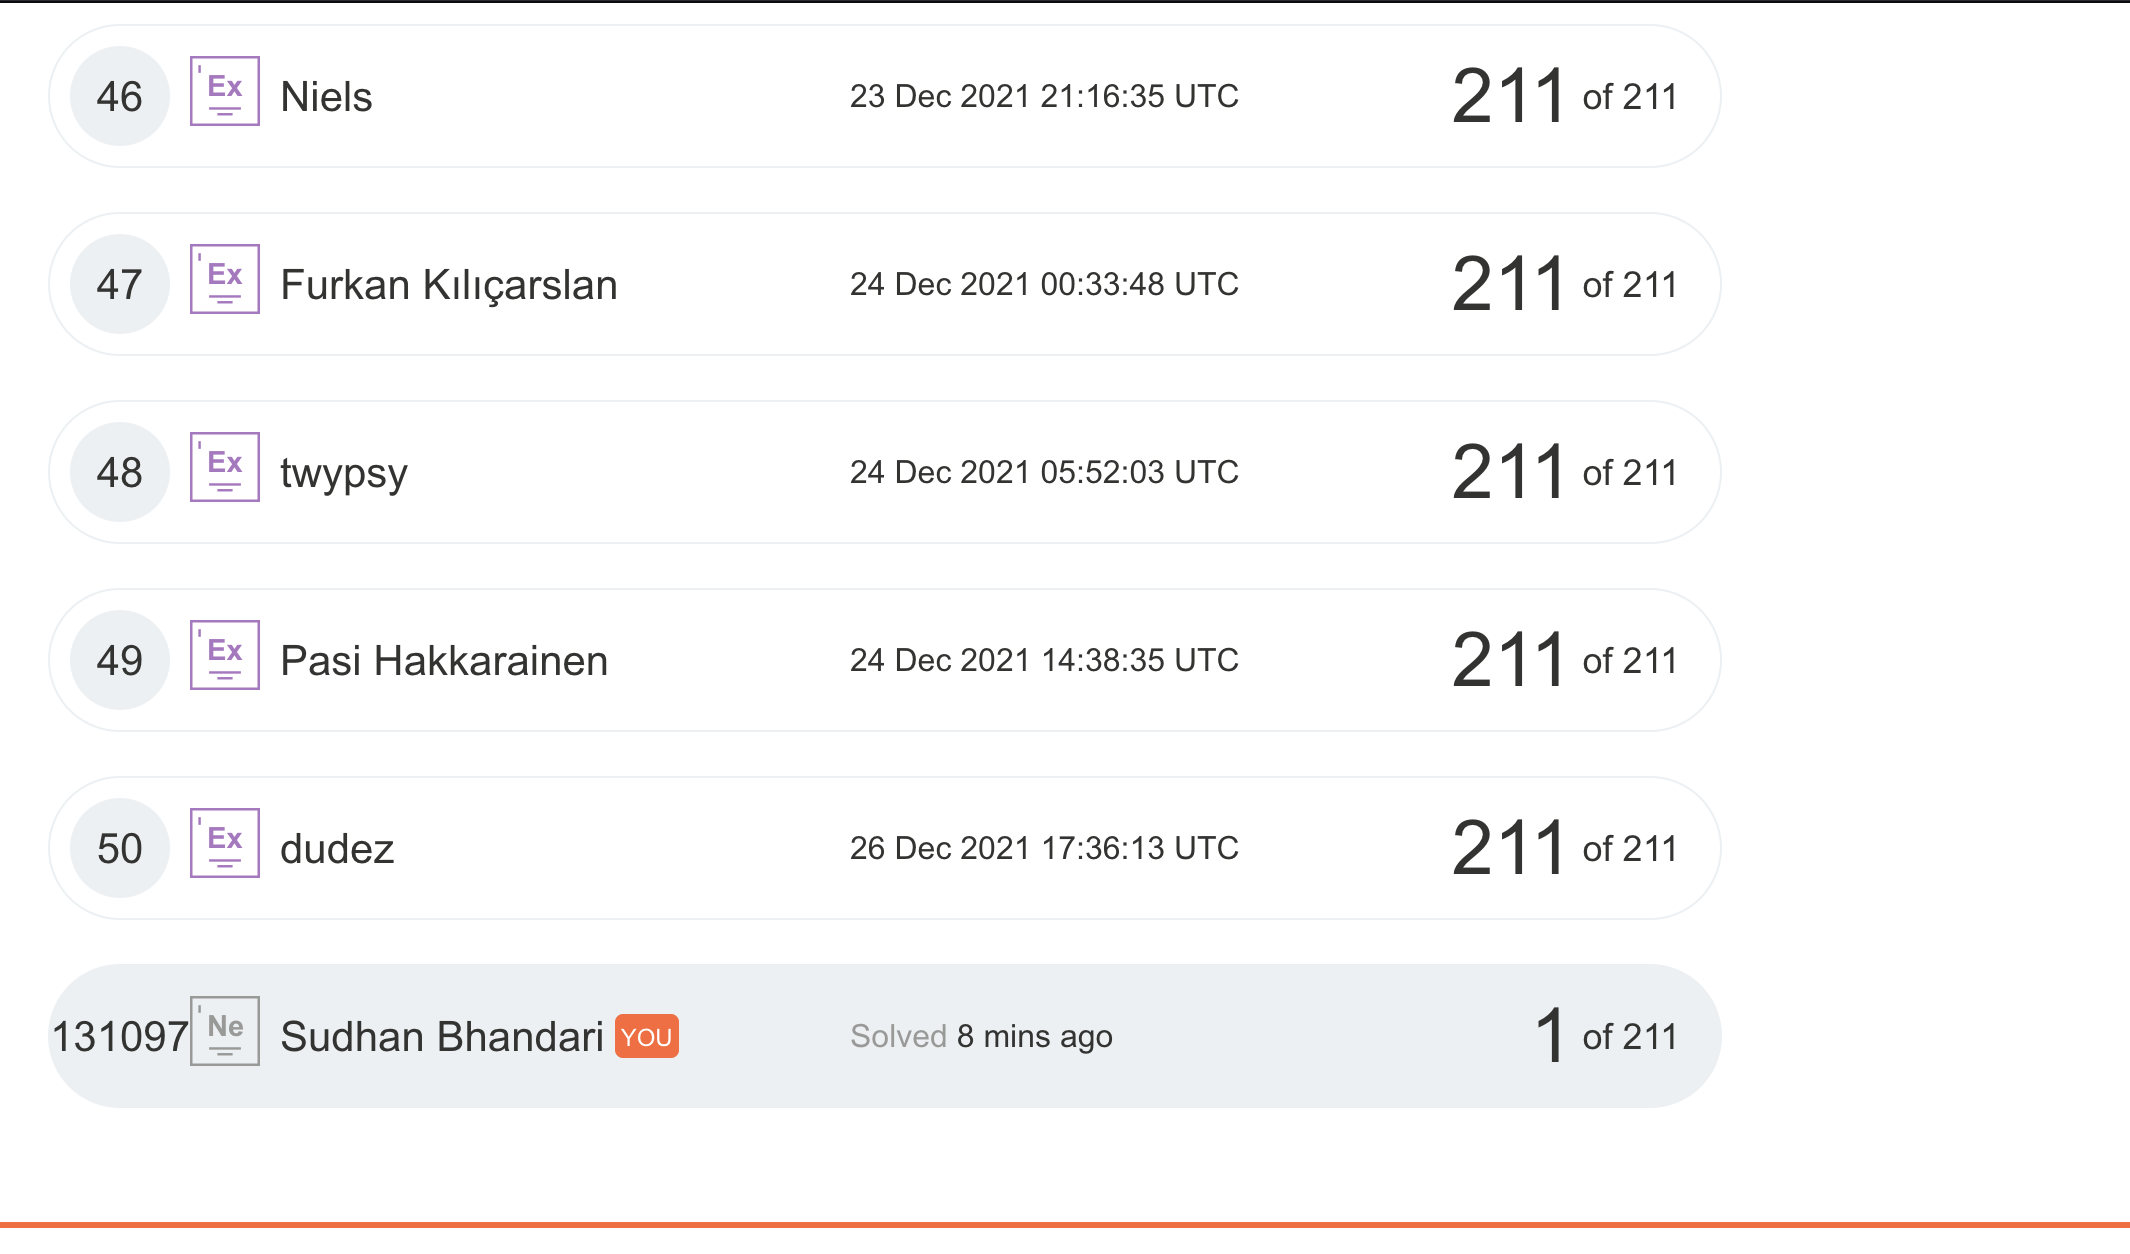 46 Ex Niels 23 Dec 2021 21:16:35 UTC 211 of 211
47 Ex Furkan Kılıçarslan 24 Dec 2021 00:33:48 UTC 211 of 211
48 Ex twypsy 24 Dec 2021 05:52:03 UTC 211 of 211
49 Ex Pasi Hakkarainen 24 Dec 2021 14:38:35 UTC 211 of 211
50 Ex dudez 26 Dec 2021 17:36:13 UTC 211 of 211
131097 Ne Sudhan Bhandari YOU Solved 8 mins ago 1 of 211